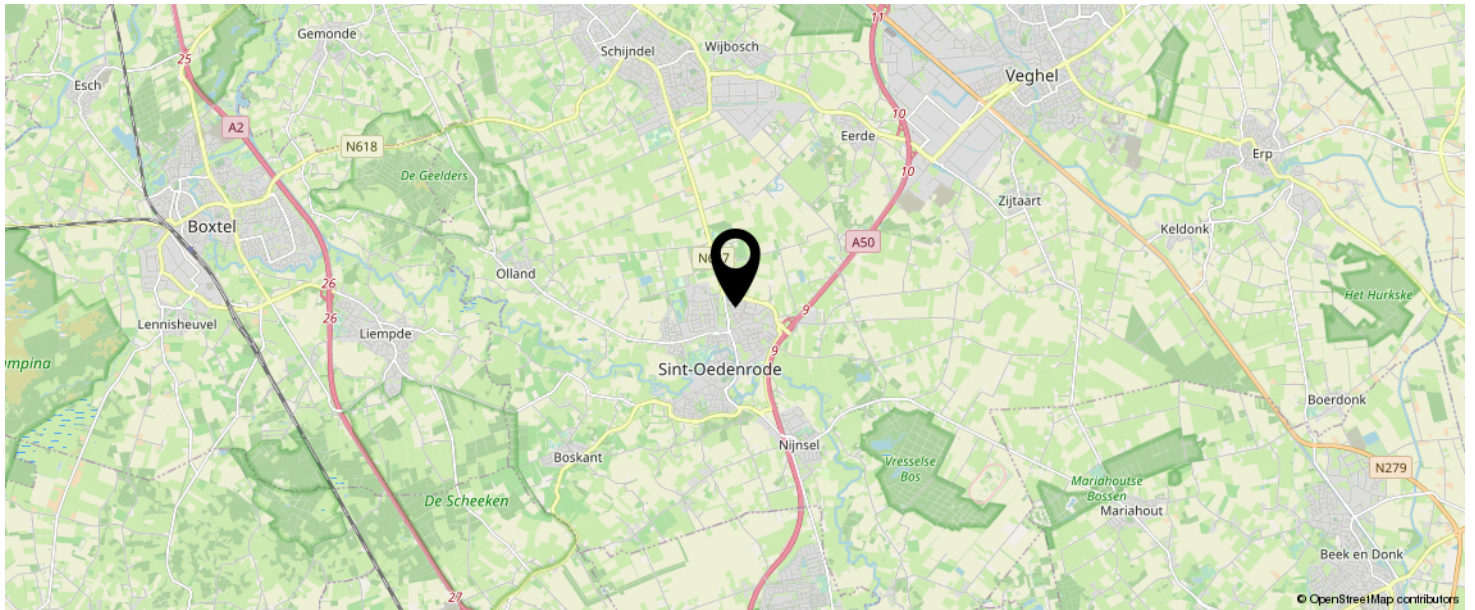 11
Gemonde
Schijndel
Wijbosch
25
Veghel
Esch
A2
10
Eerde
N618
Erp
10
De Geelders
Zijtaart
Boxtel
Keldonk
A50
Olland
26
9
Het Hurkske
26
Lennisheuvel
Liempde
9
Sint-Oedenrode
Boerdonk
Nijnsel
Boskant
Vresselse
Bos
N279
Mariahoutse
Bossen
De Scheeken
Mariahout
Beek en Donk
27
© OpenStreetMap contributors